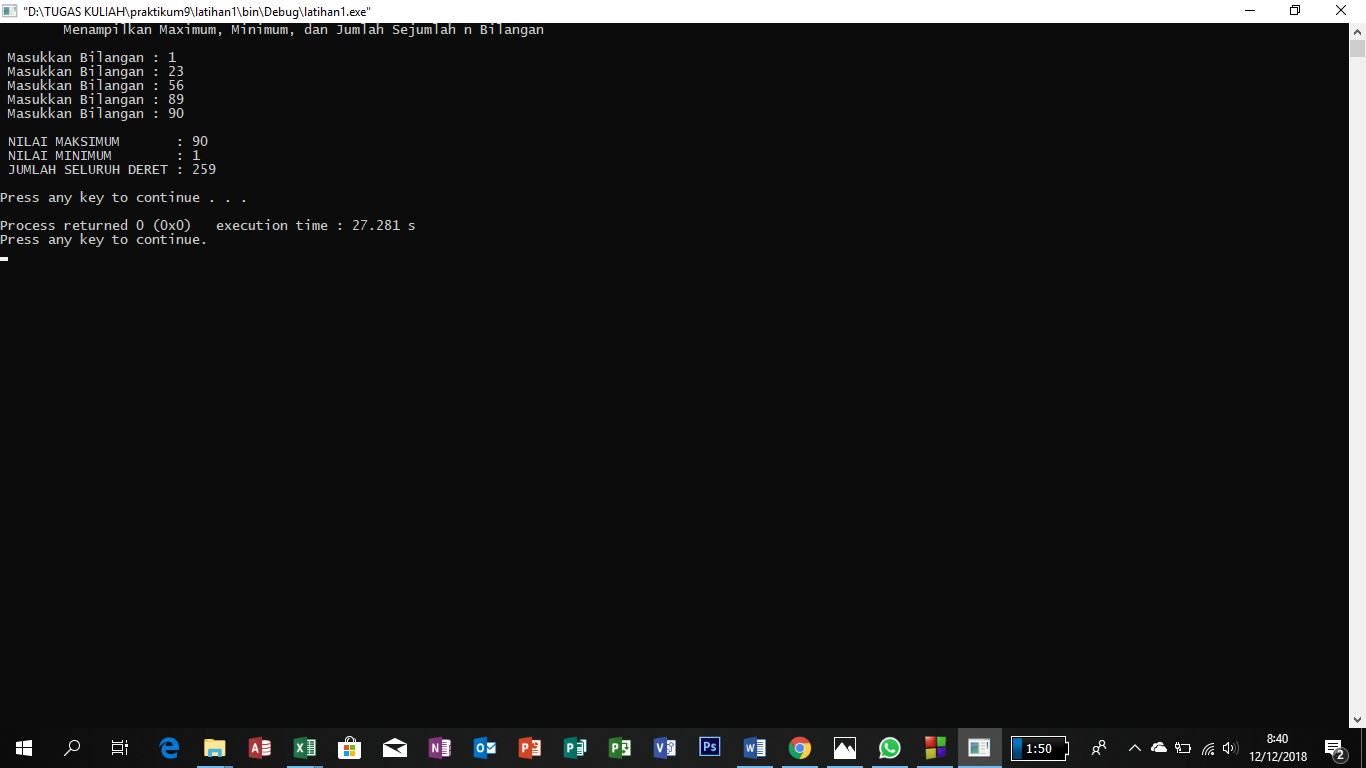 "D:\TUGAS KULIAH\praktikum9\latihan1\bin\Debug\latihan1.exe"
Menampilkan Maximum, Minimum, dan Jumlah Sejumlah n Bilangan
Masukkan Bilangan : 1
Masukkan Bilangan : 23
Masukkan Bilangan : 56
Masukkan Bilangan : 89
Masukkan Bilangan : 90
NILAI MAKSIMUM : 90
NILAI MINIMUM : 1
JUMLAH SELURUH DERET : 259
Press any key to continue . . .
Process returned 0 (0x0) execution time : 27.281 s
Press any key to continue.
1:50
8:40
12/12/2018
2